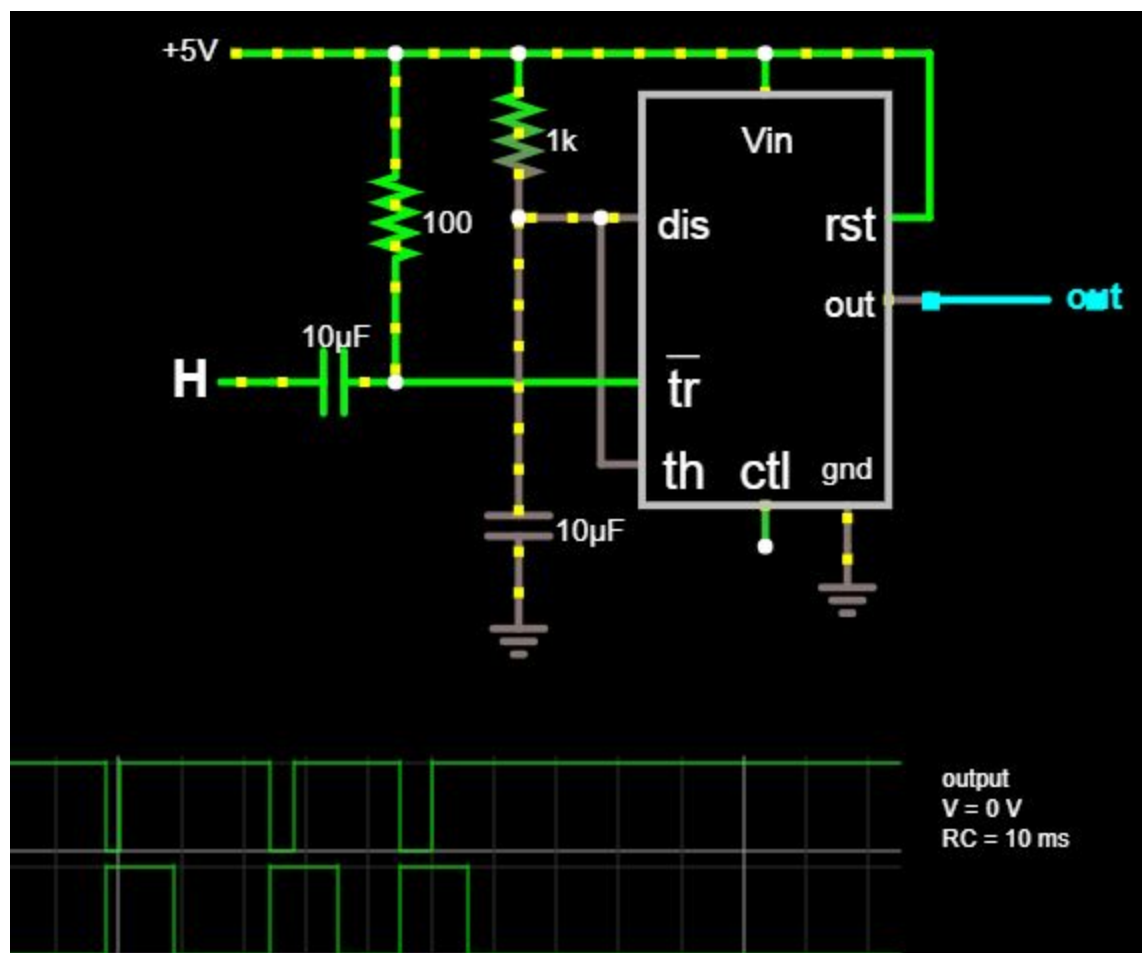 +5V
1k
Vin
100
dis
rst
out
out
10µF
H
tr
th
ctl
gnd
10µF
output
V = 0 V
RC = 10 ms